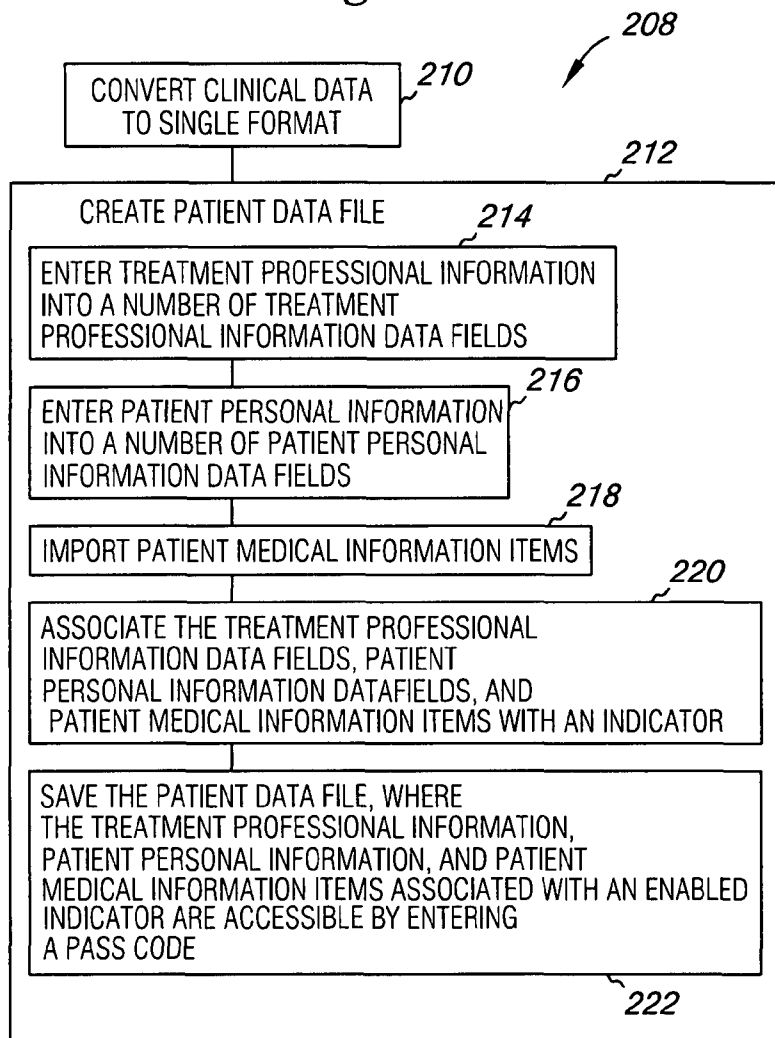 208
210
CONVERT CLINICAL DATA
TO SINGLE FORMAT
212
CREATE PATIENT DATA FILE
214
ENTER TREATMENT PROFESSIONAL INFORMATION
INTO A NUMBER OF TREATMENT
PROFESSIONAL INFORMATION DATA FIELDS
216
ENTER PATIENT PERSONAL INFORMATION
INTO A NUMBER OF PATIENT PERSONAL
INFORMATION DATA FIELDS
218
IMPORT PATIENT MEDICAL INFORMATION ITEMS
220
ASSOCIATE THE TREATMENT PROFESSIONAL
INFORMATION DATA FIELDS, PATIENT
PERSONAL INFORMATION DATAFIELDS, AND
PATIENT MEDICAL INFORMATION ITEMS WITH AN INDICATOR
SAVE THE PATIENT DATA FILE, WHERE
THE TREATMENT PROFESSIONAL INFORMATION,
PATIENT PERSONAL INFORMATION, AND PATIENT
MEDICAL INFORMATION ITEMS ASSOCIATED WITH AN ENABLED
INDICATOR ARE ACCESSIBLE BY ENTERING
A PASS CODE
222